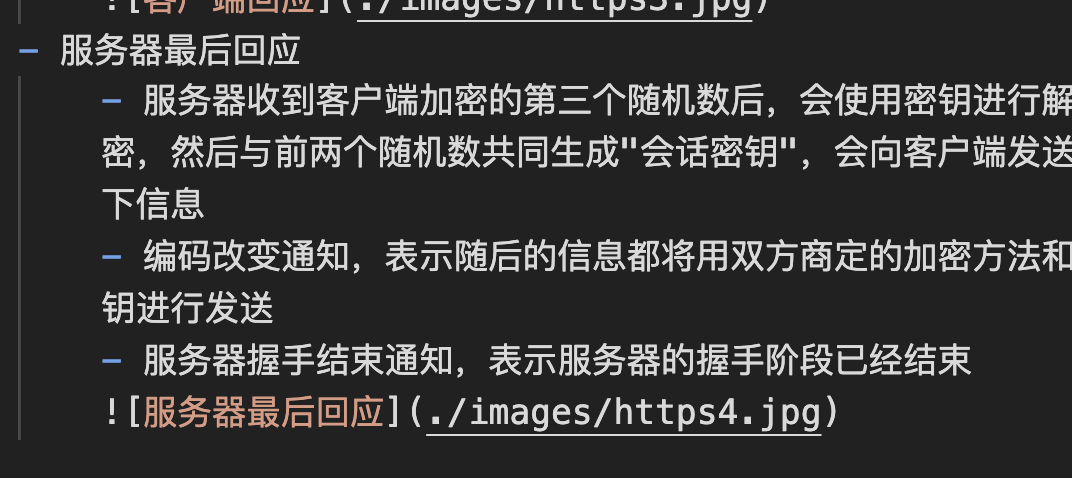 ![客户端回应](./images/https3.jpg)
- 服务器最后回应
- 服务器收到客户端加密的第三个随机数后，会使用密钥进行解
密，然后与前两个随机数共同生成"会话密钥"，会向客户端发送
下信息
- 编码改变通知，表示随后的信息都将用双方商定的加密方法和
钥进行发送
- 服务器握手结束通知，表示服务器的握手阶段已经结束
![服务器最后回应](./images/https4.jpg)